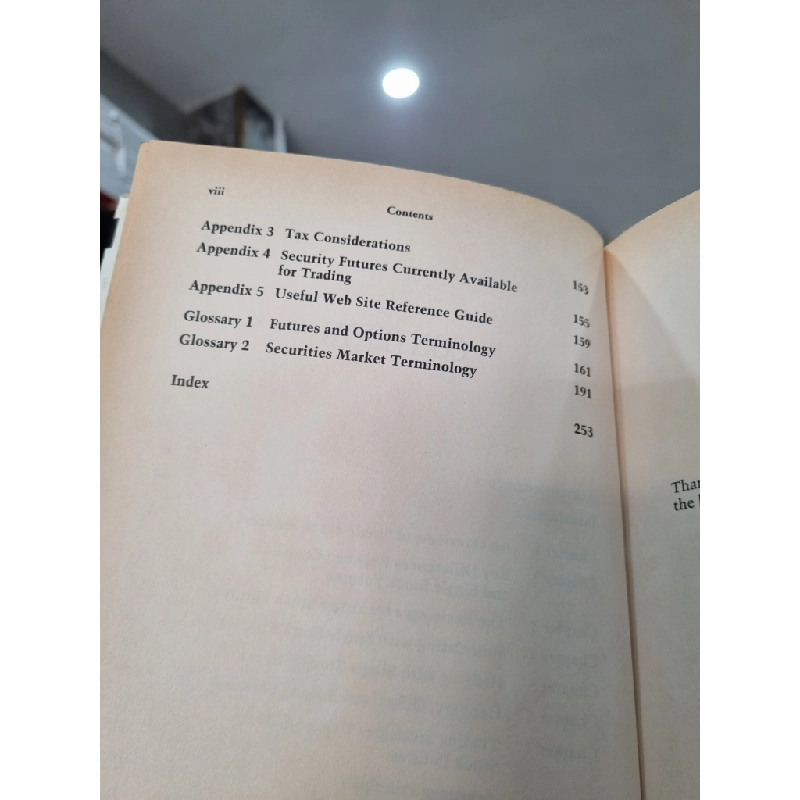 viii
Contents
Appendix 3 Tax Considerations 153
Appendix 4 Security Futures Currently Available
for Trading 155
Appendix 5 Useful Web Site Reference Guide 159
Glossary 1 Futures and Options Terminology 161
Glossary 2 Securities Market Terminology 191
Index 253
the